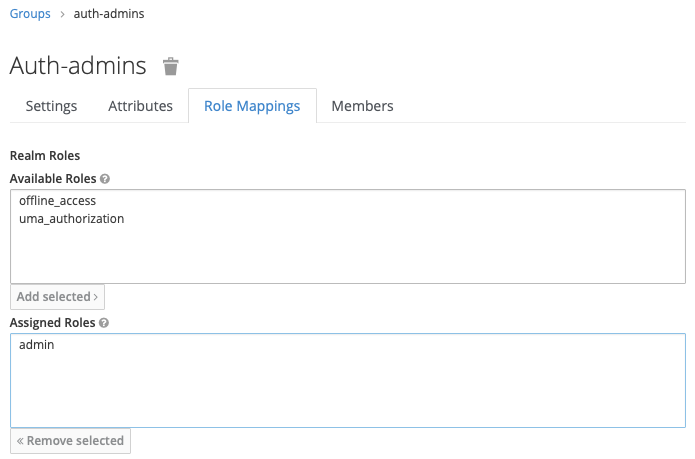 Groups > auth-admins
Auth-admins
Settings Attributes Role Mappings Members
Realm Roles
Available Roles ?
offline_access
uma_authorization
Add selected >
Assigned Roles ?
admin
« Remove selected